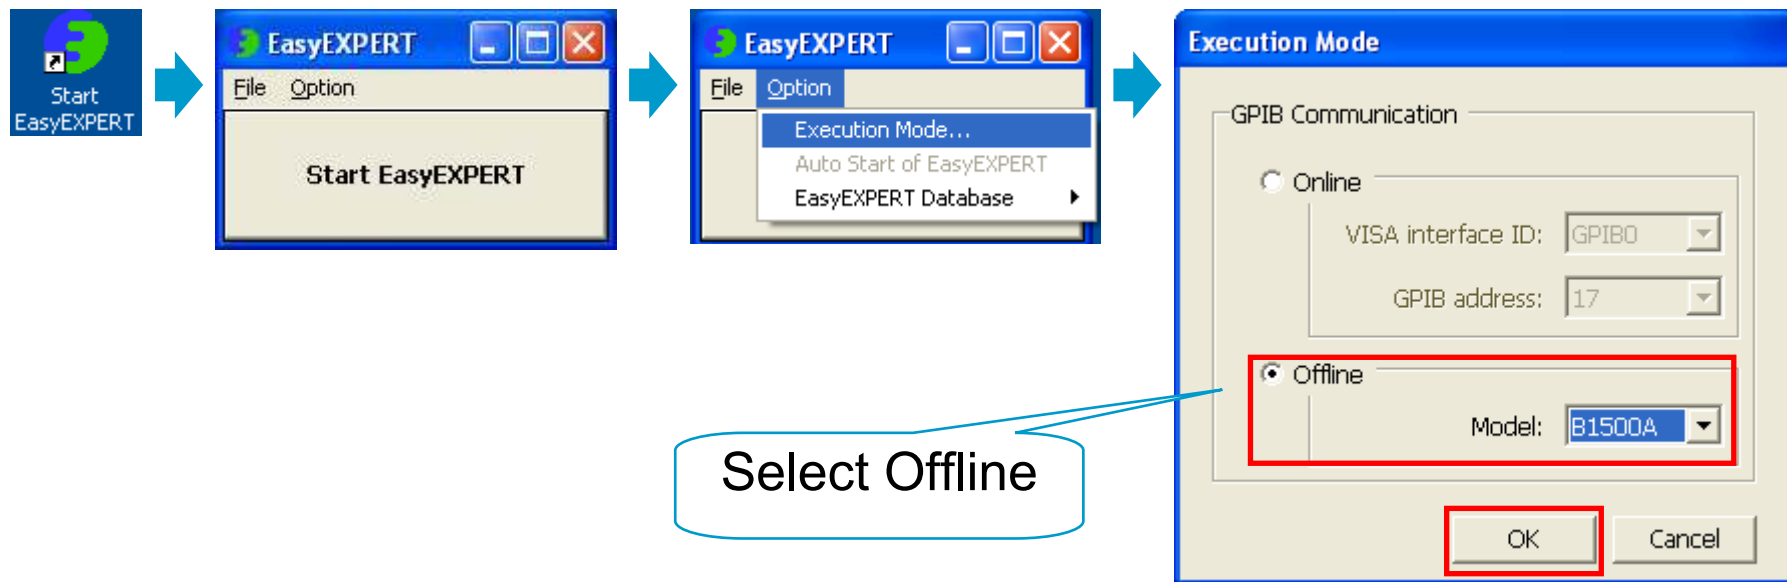 Start
EasyEXPERT
EasyEXPERT
File Option
Start EasyEXPERT
EasyEXPERT
File Option
Execution Mode...
Auto Start of EasyEXPERT
EasyEXPERT Database
Execution Mode
GPIB Communication
Online
VISA interface ID: GPIB0
GPIB address: 17
Offline
Model: B1500A
OK Cancel
Select Offline